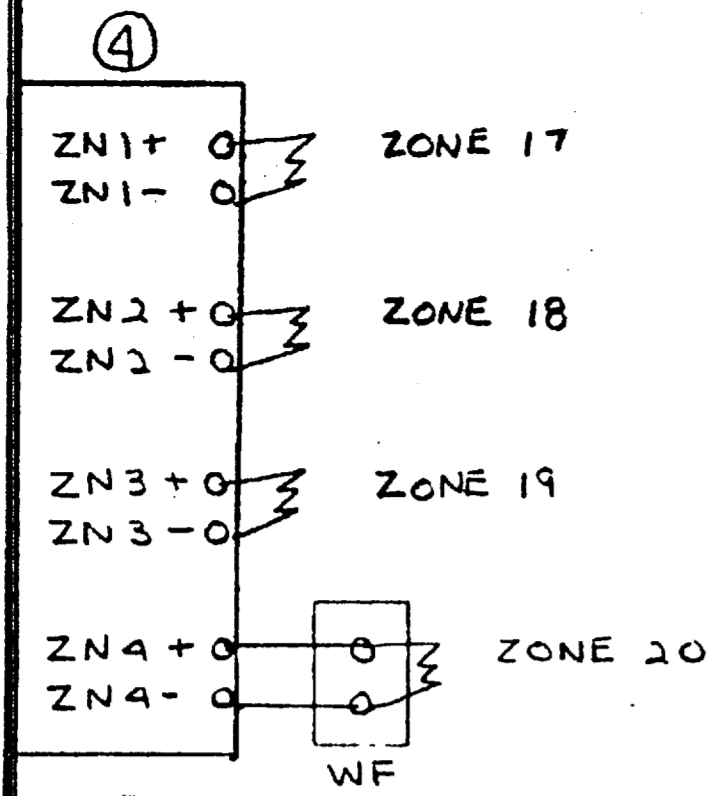 4
ZN1+ ZONE 17
ZN1-
ZN2+ ZONE 18
ZN2-
ZN3+ ZONE 19
ZN3-
ZN4+ ZONE 20
ZN4-
WF